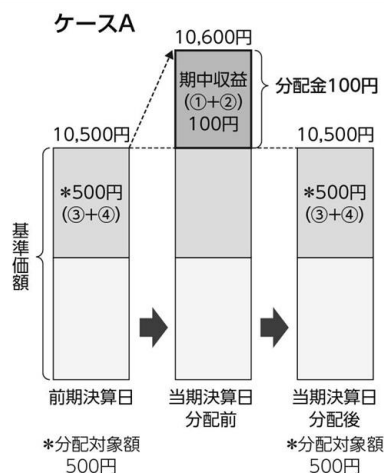 ケースA
10,600円
期中収益
(①+②)
100円
分配金100円
10,500円
10,500円
*500円
(③+④)
*500円
(③+④)
基準価額
前期決算日
当期決算日
分配前
当期決算日
分配後
*分配対象額
500円
*分配対象額
500円